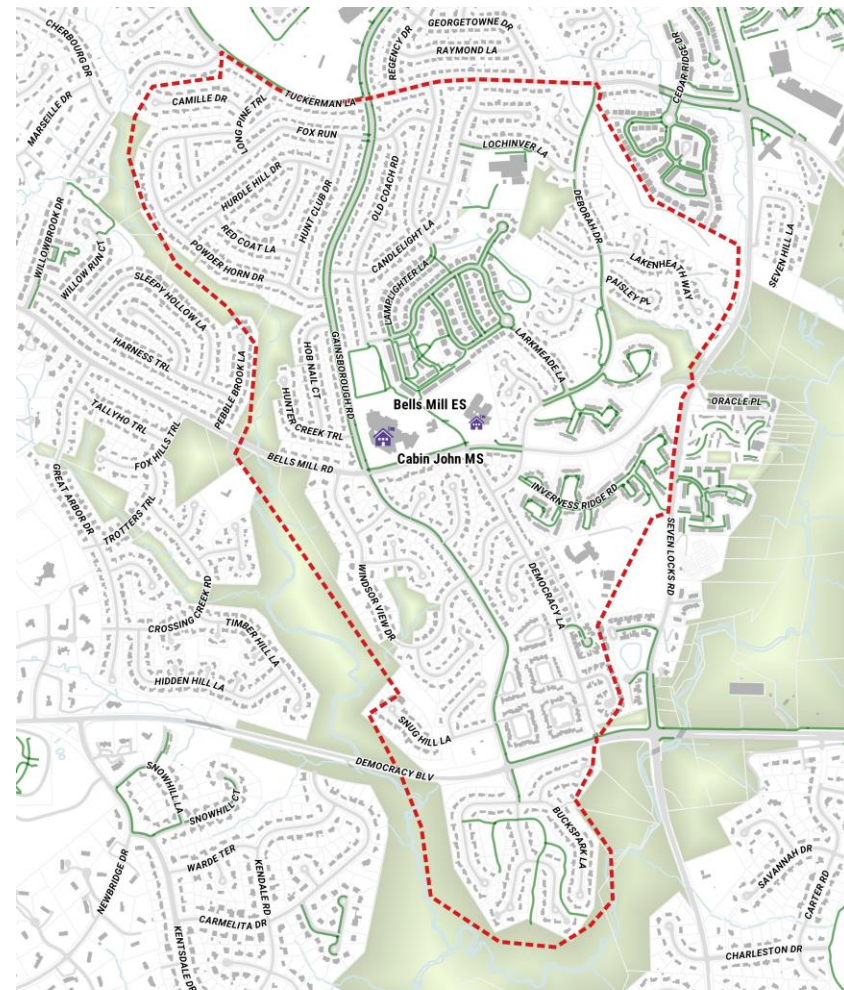 CHERBOURG DR
GEORGETOWNE DR
REGENCY DR
RAYMOND LA
CEDAR RIDGE DR
MARSEILLE DR
CAMILLE DR
LONG PINE TRL
TUCKERMAN LA
FOX RUN
LOCHINVER LA
HURDLE HILL DR
HUNT CLUB DR
OLD COACH RD
DEBORAH DR
SEVEN HILL LA
WILLOWBROOK DR
WILLOW RUN CT
RED COAT LA
POWDER HORN DR
CANDLELIGHT LA
LAMPLIGHTER LA
LAKENHEATH WAY
PAISLEY PL
SLEEPY HOLLOW LA
HARNESS TRL
PEBBLE BROOK LA
HOB NAIL CT
GAINSBOROUGH RD
LARKMEADE LA
HUNTER CREEK TRL
Bells Mill ES
ORACLE PL
TALLYHO TRL
FOX HILLS TRL
BELLS MILL RD
Cabin John MS
GREAT ARBOR DR
TROTTERS TRL
INVERNESS RIDGE RD
SEVEN LOCKS RD
WINDSOR VIEW DR
DEMOCRACY LA
CROSSING CREEK RD
TIMBER HILL LA
HIDDEN HILL LA
SNUG HILL LA
DEMOCRACY BLV
SNOWHILL LA
SNOWHILL CT
BUCKSPARK LA
NEWBRIDGE DR
WARDE TER
KENDALE RD
SAVANNAH DR
CARTER RD
CARMELITA DR
KENTSDALE DR
CHARLESTON DR